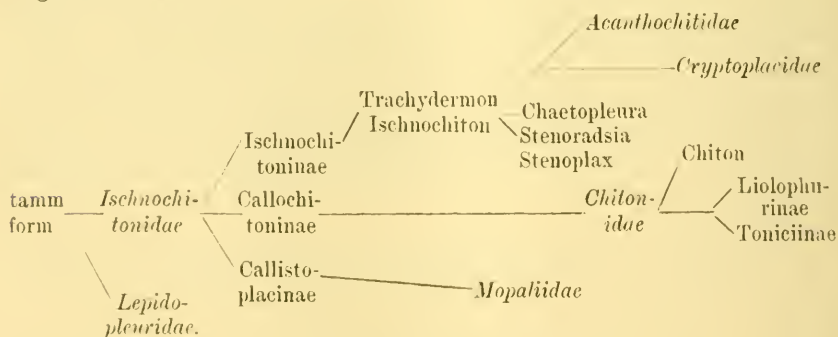 Acanthochitidae
Cryptoplacidae
Trachydermon
Ischnochiton
Chaetopleura
Stenoradsia
Stenoplax
Ischnochi-
toninae
Chiton
tamm
form
Ischnochi-
tonidae
Callochi-
toninae
Chiton-
idae
Liolophu-
rinae
Toniciinae
Callisto-
placinae
Mopaliidae
Lepido-
pleuridae.